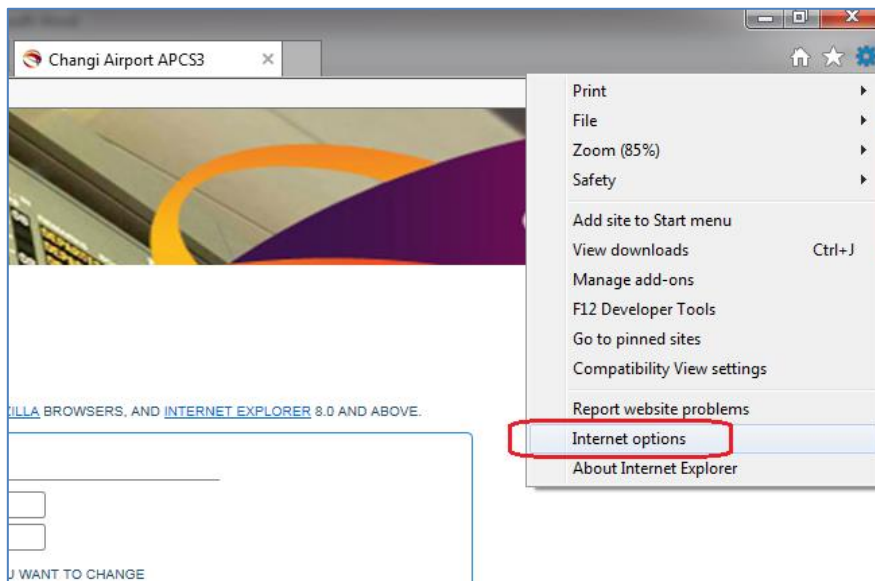 Changi Airport APCS3
Print
File
Zoom (85%)
Safety
Add site to Start menu
View downloads Ctrl+J
Manage add-ons
F12 Developer Tools
Go to pinned sites
Compatibility View settings
Report website problems
Internet options
About Internet Explorer
ILLA BROWSERS, AND INTERNET EXPLORER 8.0 AND ABOVE.
U WANT TO CHANGE